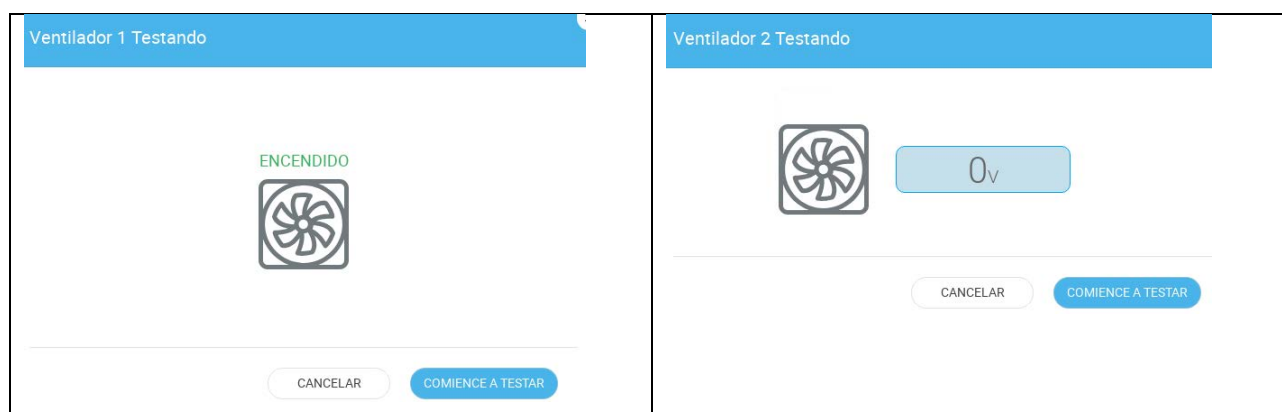 Ventilador 1 Testando
ENCENDIDO
CANCELAR
COMIENCE A TESTAR
Ventilador 2 Testando
0V
CANCELAR
COMIENCE A TESTAR